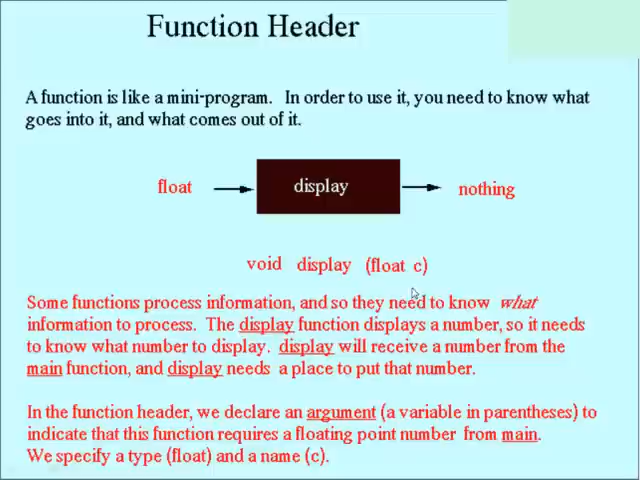 Function Header
A function is like a mini-program. In order to use it, you need to know what
goes into it, and what comes out of it.
float display nothing
void display (float c)
Some functions process information, and so they need to know what
information to process. The display function displays a number, so it needs
to know what number to display. display will receive a number from the
main function, and display needs a place to put that number.
In the function header, we declare an argument (a variable in parentheses) to
indicate that this function requires a floating point number from main.
We specify a type (float) and a name (c).